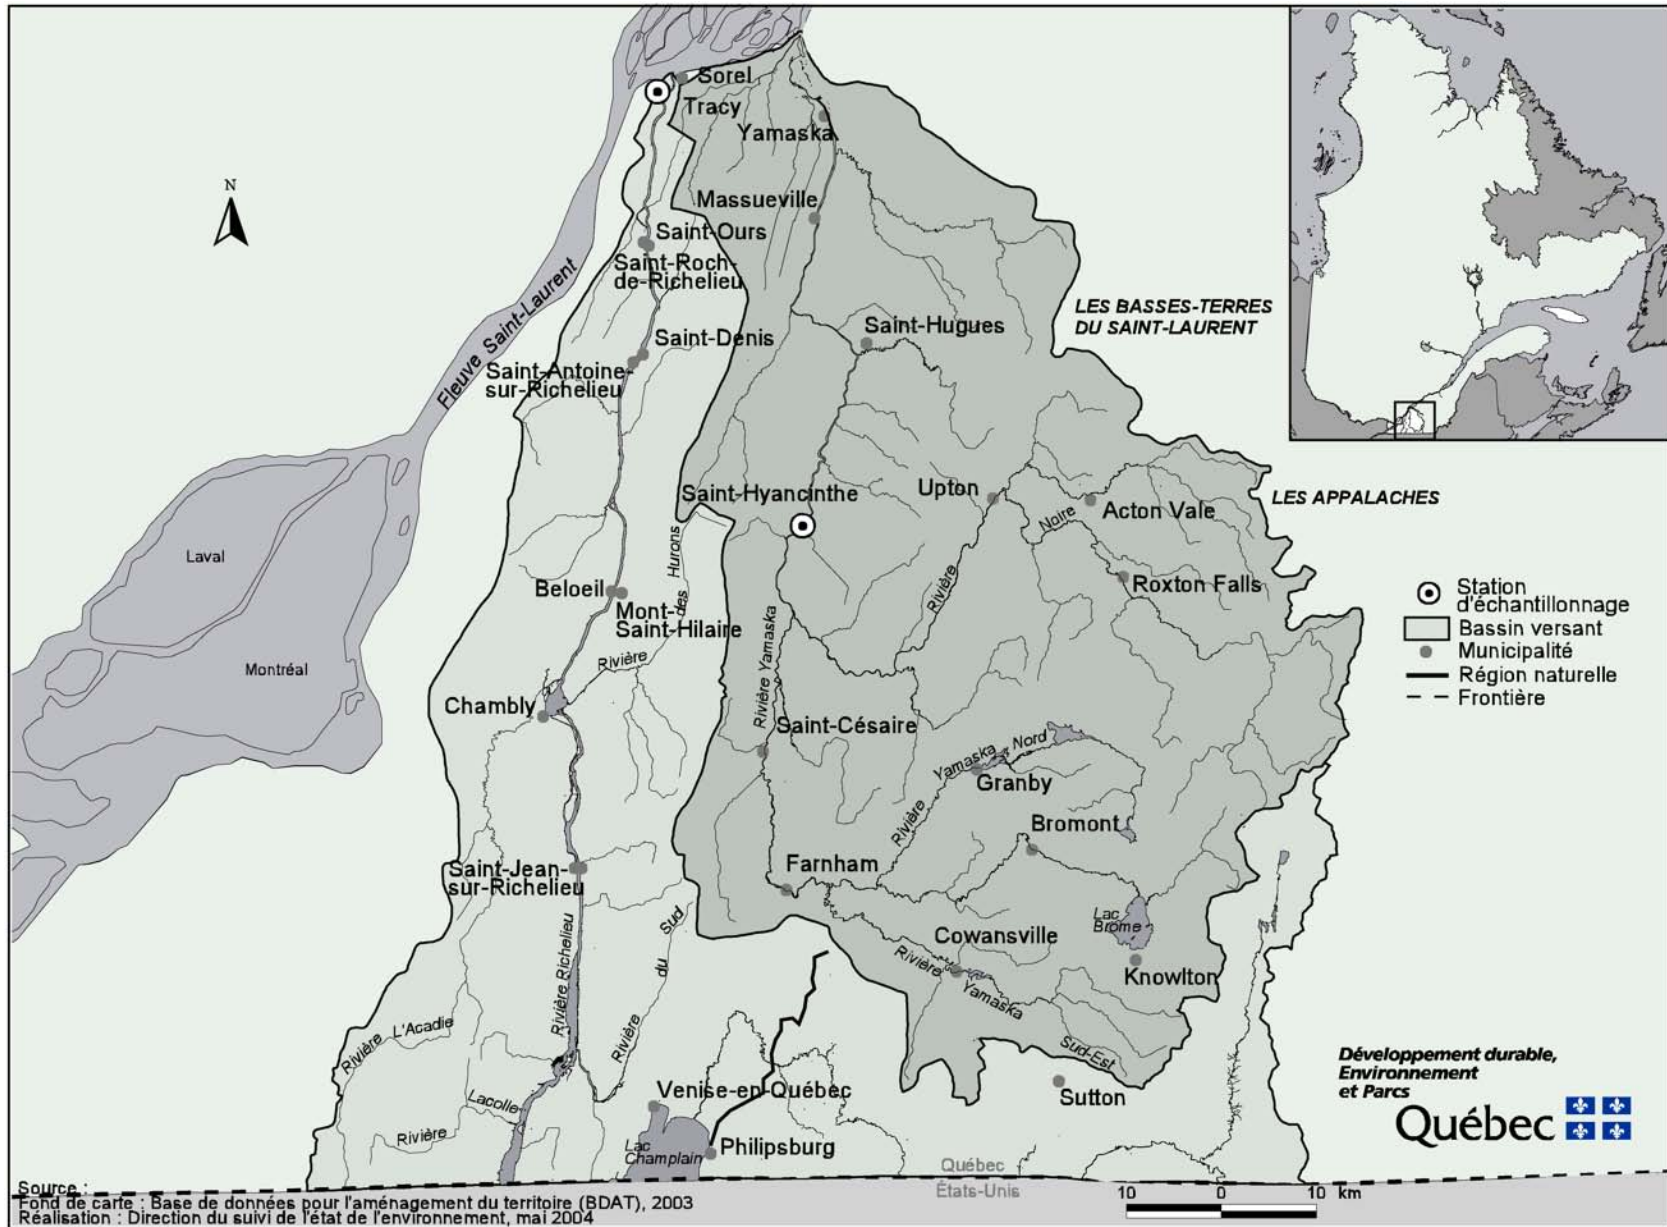 Sorel
Tracy
Yamaska
N
Massueville
Saint-Ours
Saint-Roch-
de-Richelieu
Fleuve Saint-Laurent
LES BASSES-TERRES
DU SAINT-LAURENT
Saint-Hugues
Saint-Denis
Saint-Antoine-
sur-Richelieu
Saint-Hyancinthe
Upton
Noire
Acton Vale
LES APPALACHES
Laval
Rivière
des Hurons
Roxton Falls
Beloeil
Mont-
Saint-Hilaire
Rivière
Station
d'échantillonnage
Bassin versant
Municipalité
Région naturelle
Frontière
Montréal
Rivière Yamaska
Chambly
Saint-Césaire
Yamaska Nord
Granby
Rivière
Bromont
Saint-Jean-
sur-Richelieu
Farnham
Lac
Brome
Cowansville
Knowlton
Rivière
Yamaska
Sud-Est
Rivière Richelieu
Rivière du Sud
Rivière L'Acadie
Sutton
Venise-en-Québec
Lacolle
Rivière
Lac
Champlain
Philipsburg
Développement durable,
Environnement
et Parcs
Québec
Québec
États-Unis
10 0 10 km
Source :
Fond de carte : Base de données pour l'aménagement du territoire (BDAT), 2003
Réalisation : Direction du suivi de l'état de l'environnement, mai 2004